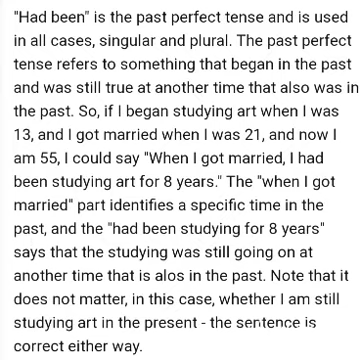 "Had been" is the past perfect tense and is used
in all cases, singular and plural. The past perfect
tense refers to something that began in the past
and was still true at another time that also was in
the past. So, if I began studying art when I was
13, and I got married when I was 21, and now I
am 55, I could say "When I got married, I had
been studying art for 8 years." The "when I got
married" part identifies a specific time in the
past, and the "had been studying for 8 years"
says that the studying was still going on at
another time that is alos in the past. Note that it
does not matter, in this case, whether I am still
studying art in the present - the sentence is
correct either way.